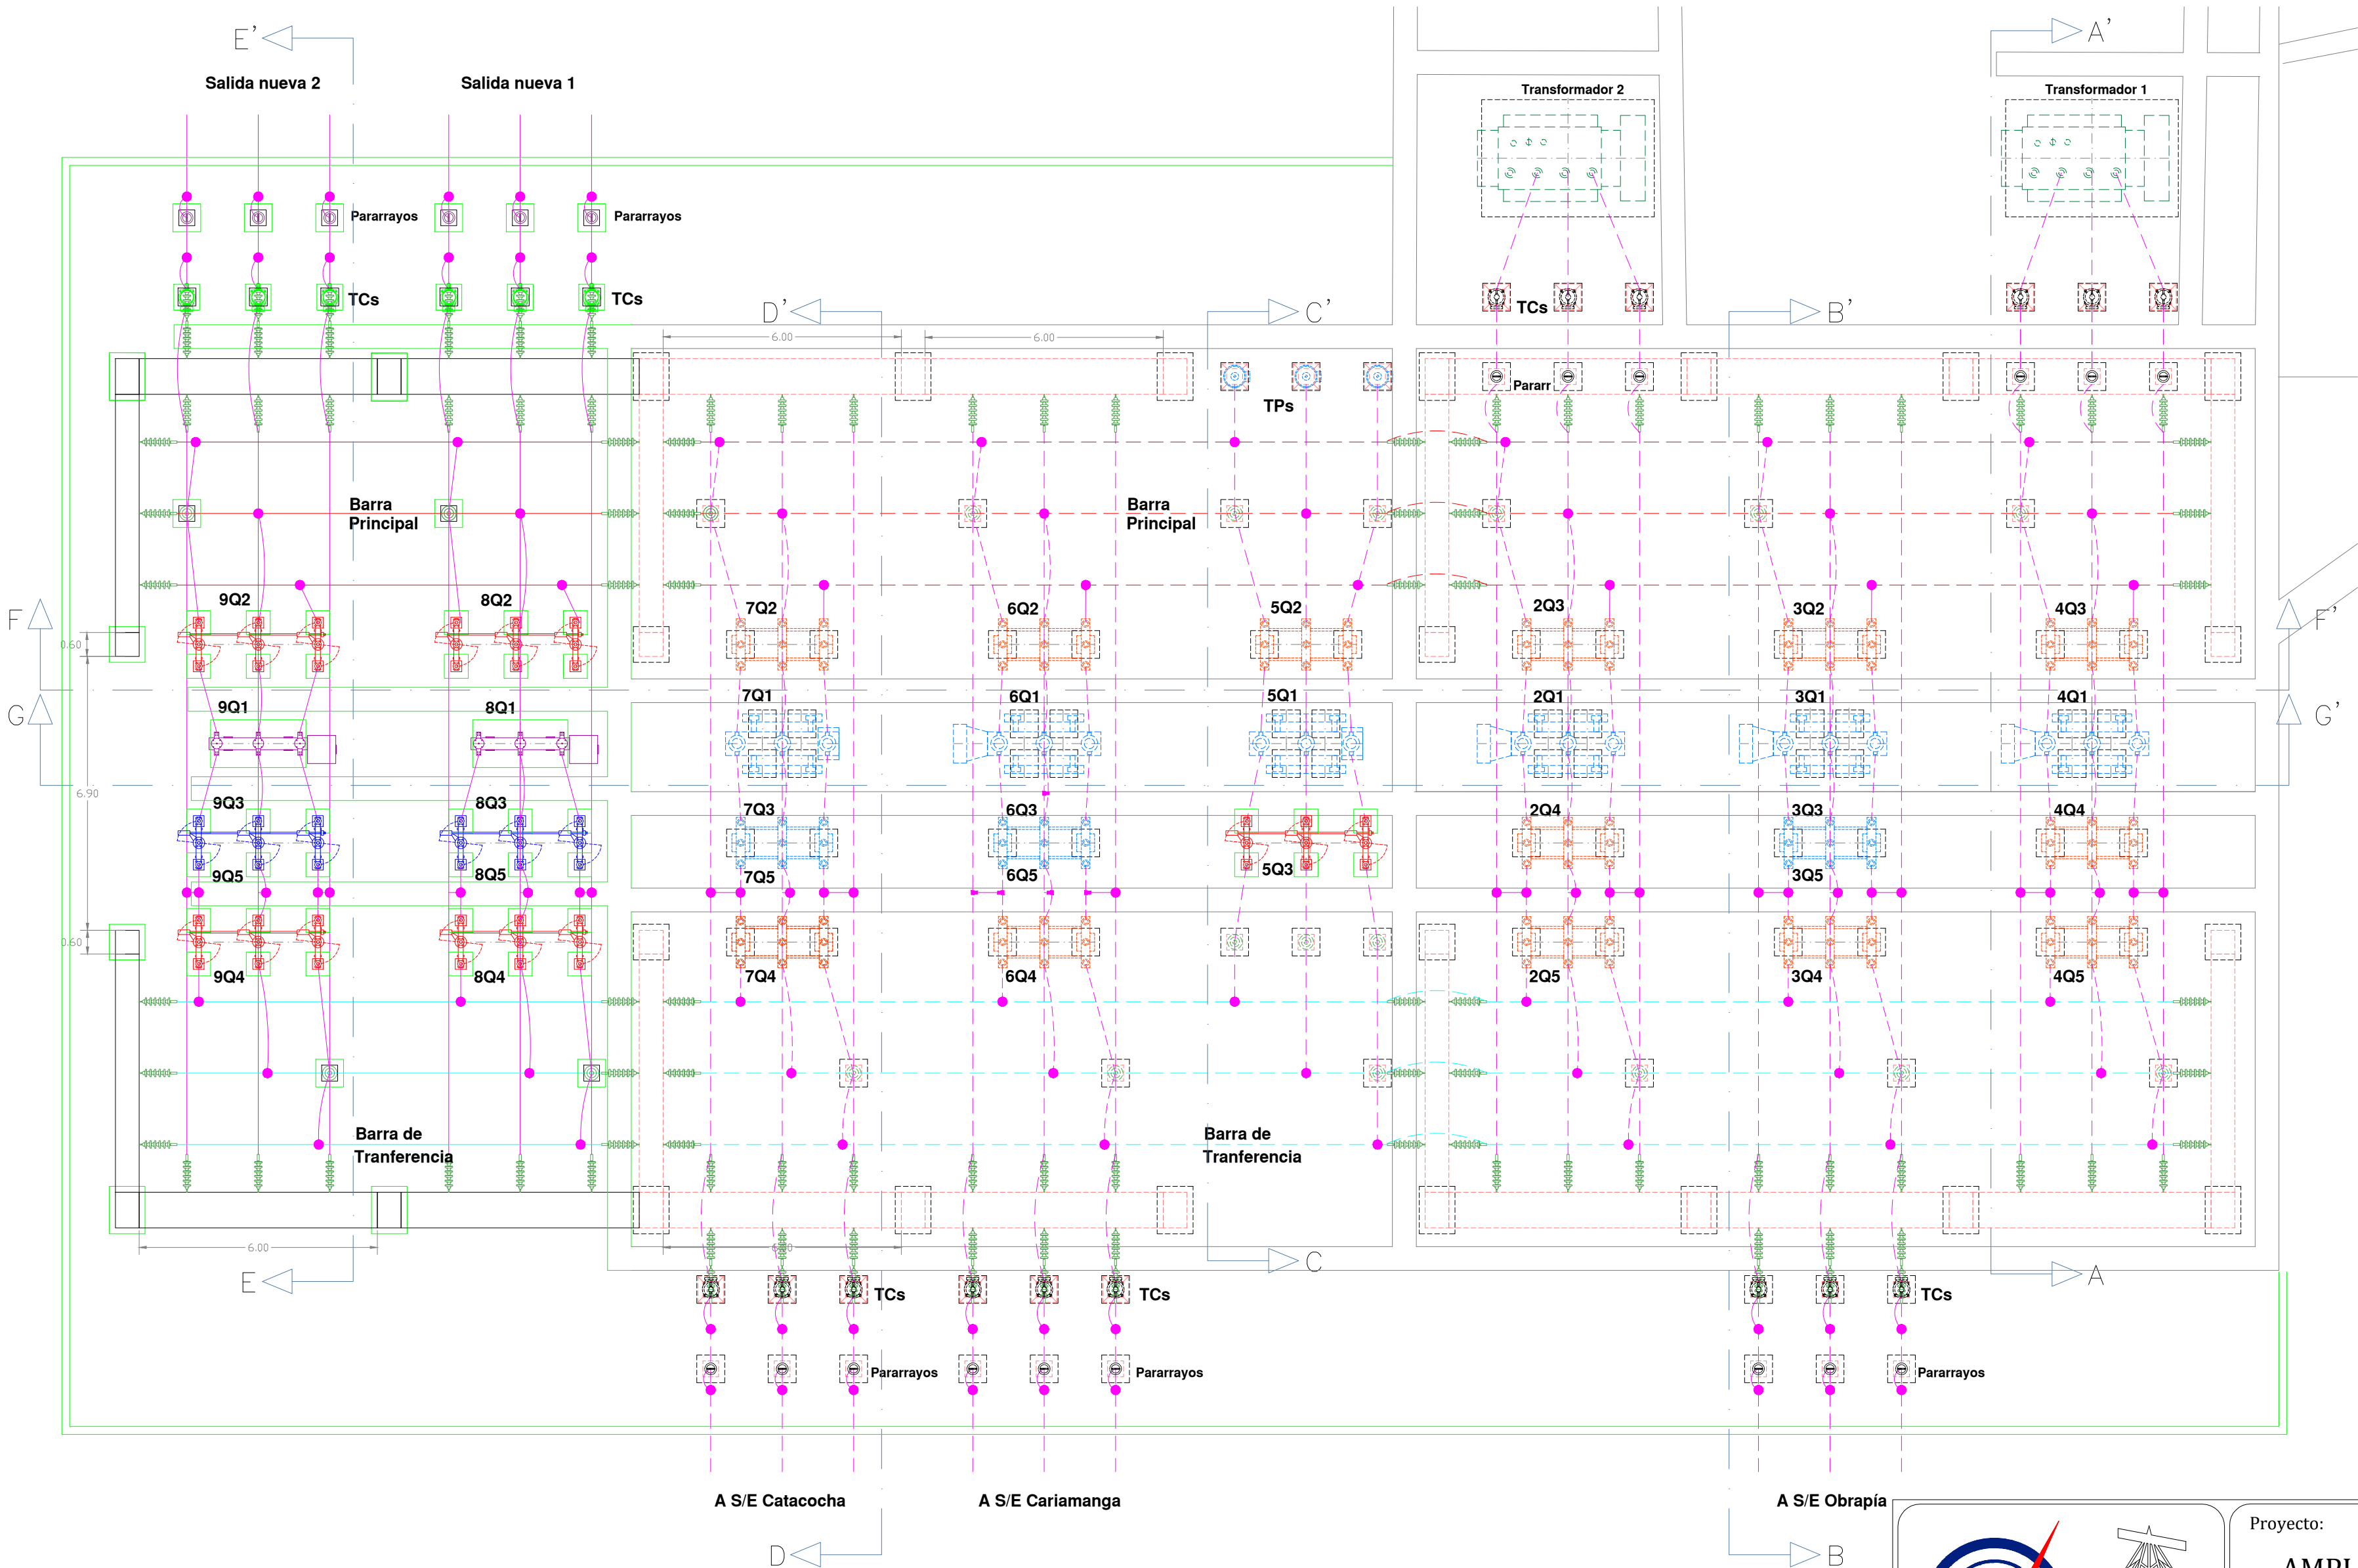 E'
A'
Salida nueva 2
Salida nueva 1
Transformador 2
Transformador 1
Pararrayos
Pararrayos
TCs
TCs
D'
C'
TCs
B'
6.00
6.00
Pararr
TPs
Barra
Principal
Barra
Principal
9Q2
8Q2
7Q2
6Q2
5Q2
2Q3
3Q2
4Q3
F
F'
0.60
7Q1
6Q1
5Q1
2Q1
3Q1
4Q1
9Q1
8Q1
G
G'
6.90
9Q3
8Q3
7Q3
6Q3
2Q4
3Q3
4Q4
9Q5
8Q5
7Q5
6Q5
5Q3
3Q5
0.60
9Q4
8Q4
7Q4
6Q4
2Q5
3Q4
4Q5
Barra de
Tranferencia
Barra de
Tranferencia
6.00
6.00
E
C
A
TCs
TCs
TCs
Pararrayos
Pararrayos
Pararrayos
A S/E Catacocha
A S/E Cariamanga
A S/E Obrapía
Proyecto:
D
B